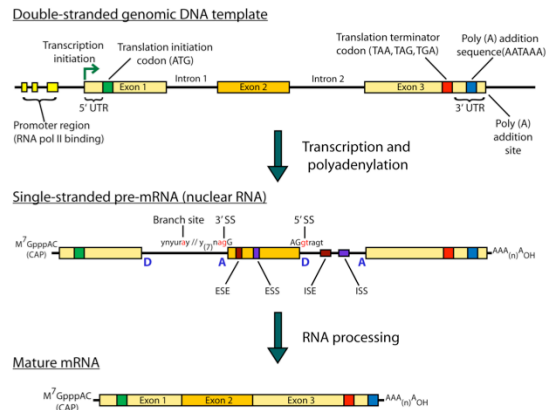 Double-stranded genomic DNA template
Transcription
initiation
Translation initiation
codon (ATG)
Translation terminator
codon (TAA, TAG, TGA)
Poly (A) addition
sequence(AATAAA)
Intron 1
Intron 2
Exon 1
Exon 2
Exon 3
5' UTR
3' UTR
Promoter region
(RNA pol II binding)
Poly (A)
addition
site
Transcription and
polyadenylation
Single-stranded pre-mRNA (nuclear RNA)
Branch site
3' SS
5' SS
ynyuray // y(7)nagG
AGgtragt
M7GpppAC
(CAP)
AAA(n)AOH
D
A
D
A
ESE
ESS
ISE
ISS
RNA processing
Mature mRNA
M7GpppAC
(CAP)
Exon 1
Exon 2
Exon 3
AAA(n)AOH